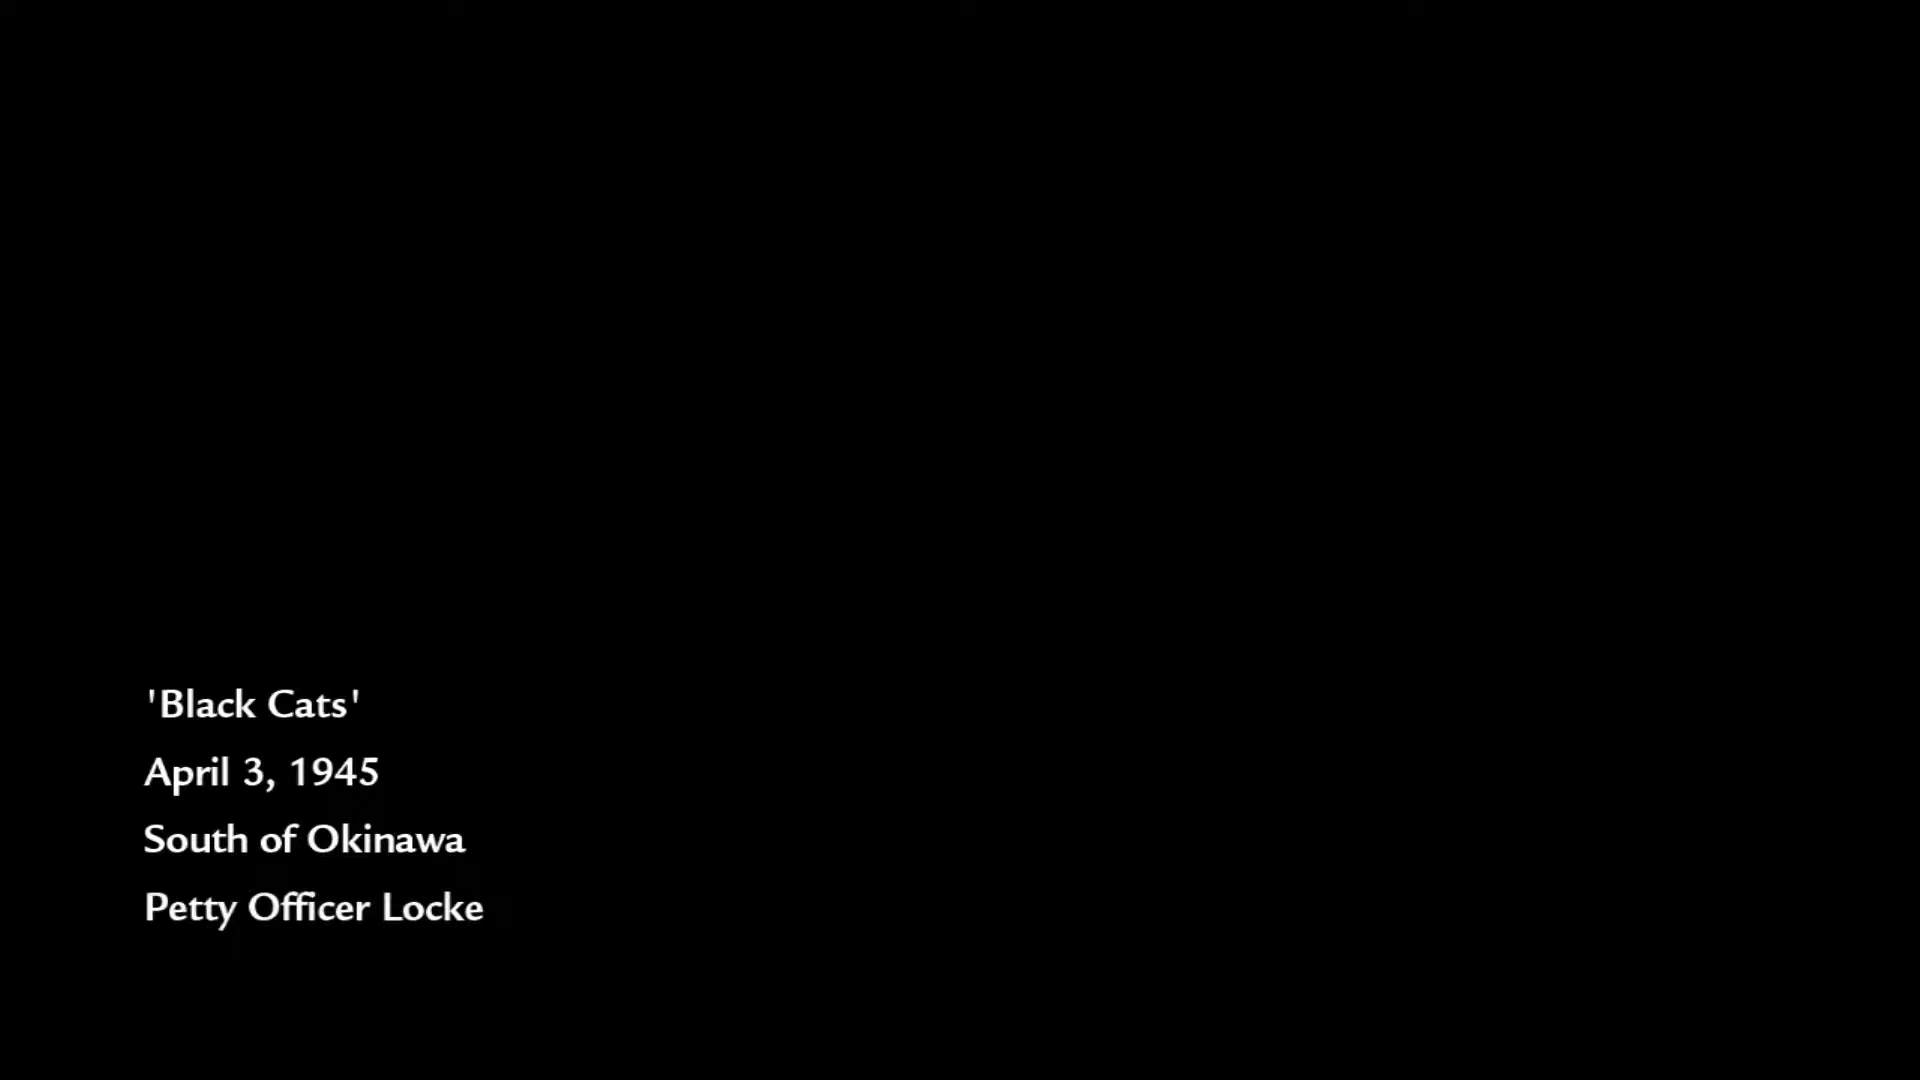 'Black Cats'
April 3, 1945
South of Okinawa
Petty Officer Locke